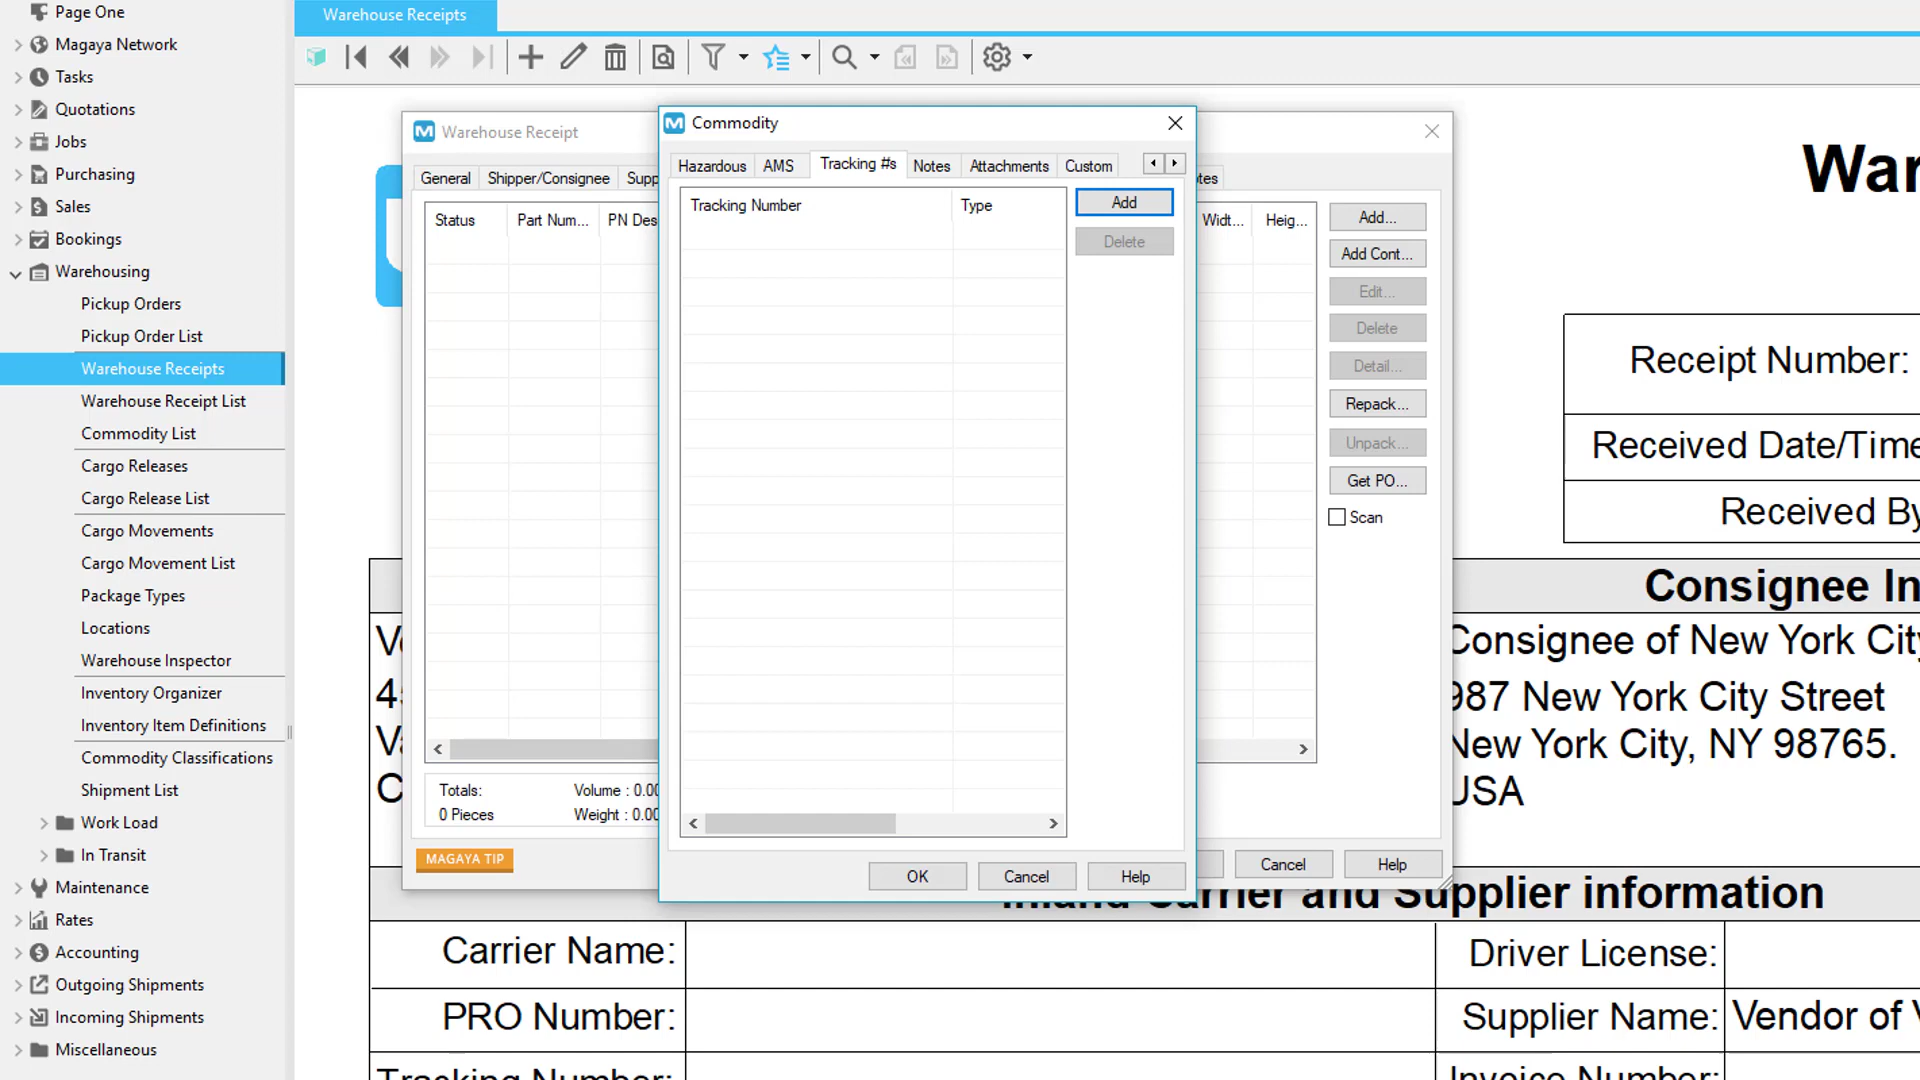 Page One
Magaya Network
Tasks
Quotations
Jobs
Purchasing
Sales
Bookings
Warehousing
Pickup Orders
Pickup Order List
Warehouse Receipts
Warehouse Receipt List
Commodity List
Cargo Releases
Cargo Release List
Cargo Movements
Cargo Movement List
Package Types
Locations
Warehouse Inspector
Inventory Organizer
Inventory Item Definitions
Commodity Classifications
Shipment List
Work Load
In Transit
Maintenance
Rates
Accounting
Outgoing Shipments
Incoming Shipments
Miscellaneous
Warehouse Receipts
Warehouse Receipt
General Shipper/Consignee Supp
Status Part Num... PN Des
Totals: Volume : 0.00
0 Pieces Weight : 0.00
MAGAYA TIP
Commodity
Hazardous AMS Tracking #s Notes Attachments Custom
Tracking Number Type
Add
Delete
OK Cancel Help
tes
Widt... Heig...
Add...
Add Cont...
Edit...
Delete
Detail...
Repack...
Unpack...
Get PO...
Scan
Cancel Help
War
Receipt Number:
Received Date/Time
Received By
Consignee In
Consignee of New York City
987 New York City Street
New York City, NY 98765.
USA
Inland Carrier and Supplier information
Carrier Name: Driver License:
PRO Number: Supplier Name: Vendor of V
Tracking Number: Invoice Number: